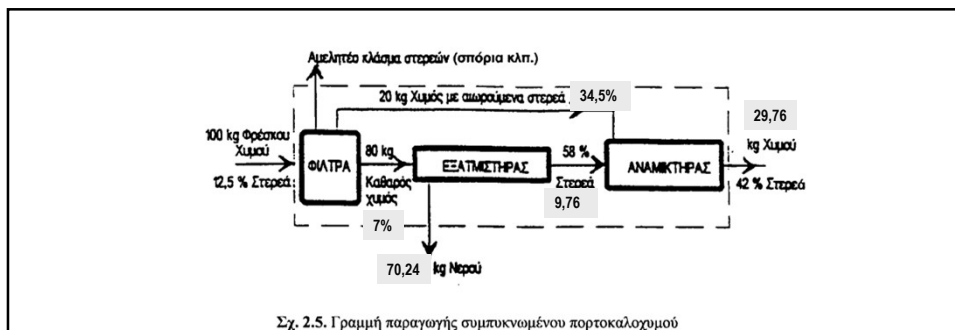 Αμελητέο κλάσμα στερεών (σπόρια κλπ.)
20 kg Χυμός με αιωρούμενα στερεά
34,5%
29,76
100 kg Φρέσκου
Χυμού
12,5 % Στερεά
ΦΙΛΤΡΑ
80 kg
Καθαρός
χυμός
7%
ΕΞΑΤΜΙΣΤΗΡΑΣ
58 %
Στερεά
9,76
ΑΝΑΜΙΚΤΗΡΑΣ
kg Χυμού
42 % Στερεά
70,24 kg Νερού
Σχ. 2.5. Γραμμή παραγωγής συμπυκνωμένου πορτοκαλοχυμού